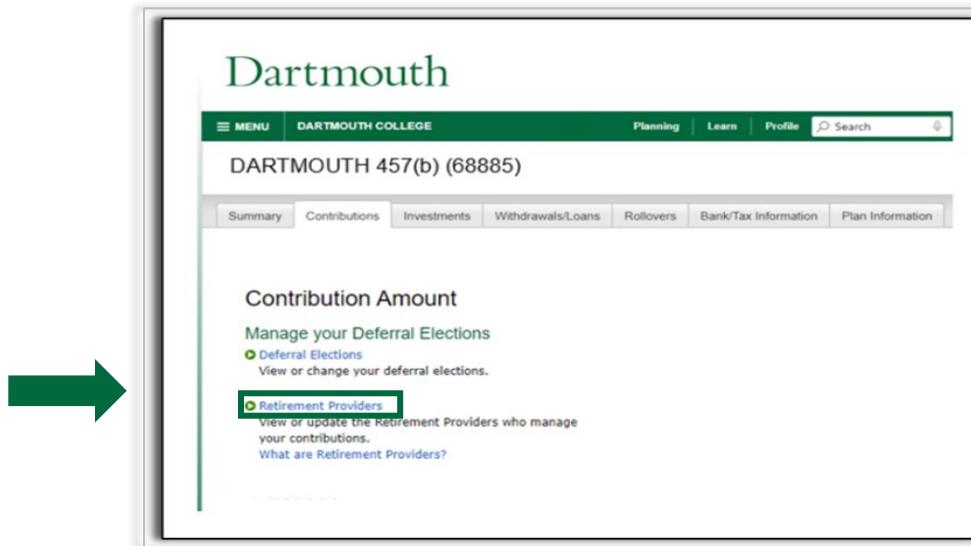 Dartmouth
MENU DARTMOUTH COLLEGE Planning Learn Profile Search
DARTMOUTH 457(b) (68885)
Summary Contributions Investments Withdrawals/Loans Rollovers Bank/Tax Information Plan Information
Contribution Amount
Manage your Deferral Elections
Deferral Elections
View or change your deferral elections.
Retirement Providers
View or update the Retirement Providers who manage
your contributions.
What are Retirement Providers?